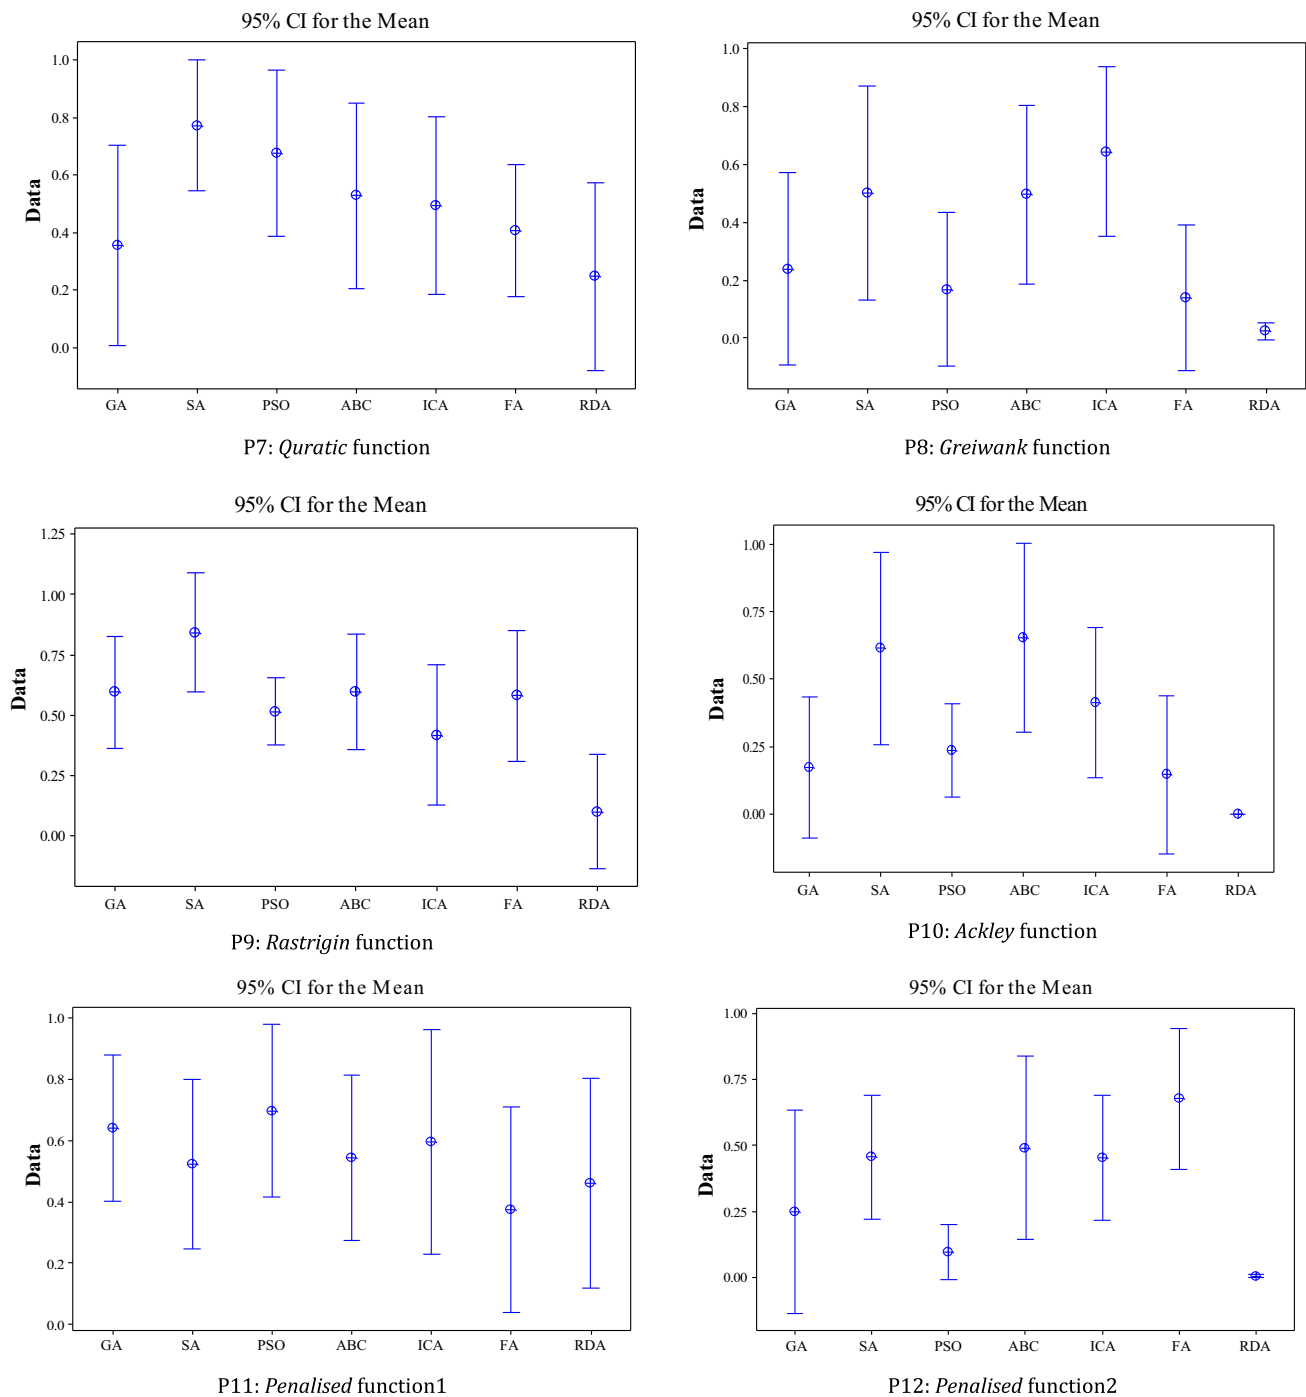 95% CI for the Mean
1.0
0.8
0.6
0.4
0.2
0.0
Data
GA SA PSO ABC ICA FA RDA
P7: Quratic function
95% CI for the Mean
1.0
0.8
0.6
0.4
0.2
0.0
Data
GA SA PSO ABC ICA FA RDA
P8: Greiwank function
95% CI for the Mean
1.25
1.00
0.75
0.50
0.25
0.00
Data
GA SA PSO ABC ICA FA RDA
P9: Rastrigin function
95% CI for the Mean
1.00
0.75
0.50
0.25
0.00
Data
GA SA PSO ABC ICA FA RDA
P10: Ackley function
95% CI for the Mean
1.0
0.8
0.6
0.4
0.2
0.0
Data
GA SA PSO ABC ICA FA RDA
P11: Penalised function1
95% CI for the Mean
1.00
0.75
0.50
0.25
0.00
Data
GA SA PSO ABC ICA FA RDA
P12: Penalised function2